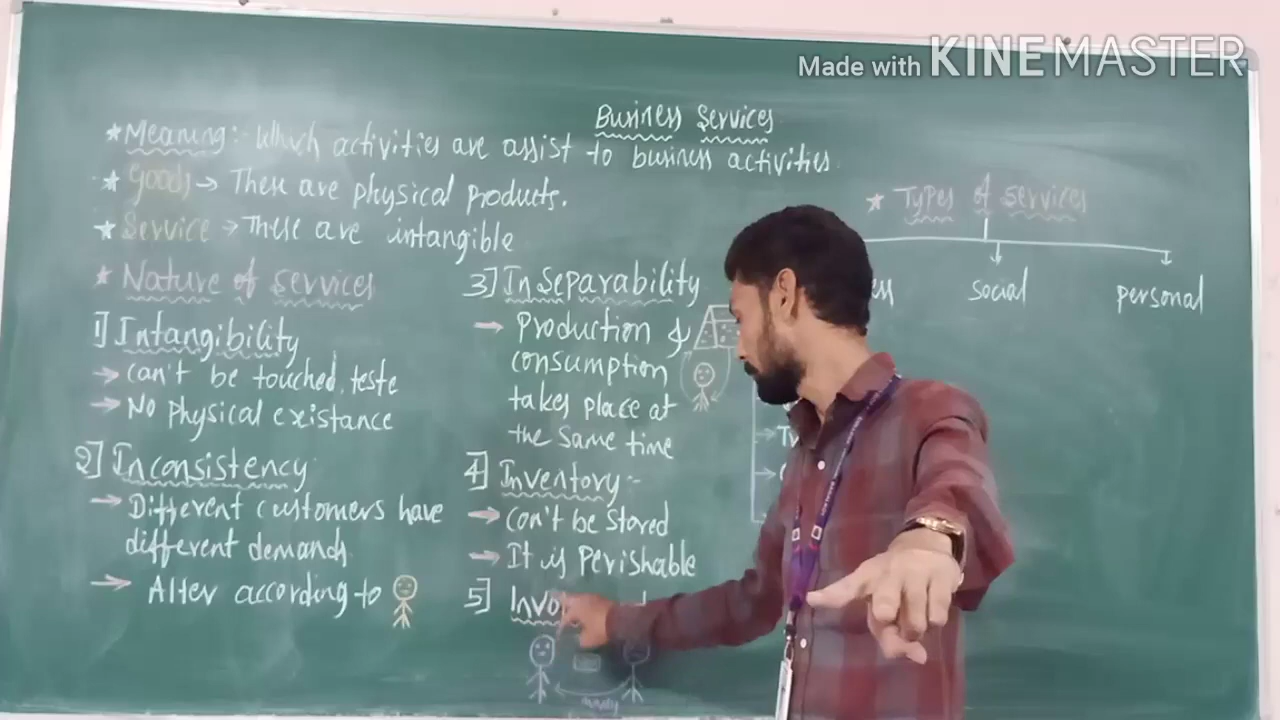 Made with KINEMASTER
Business Services
* Meaning:- Which activities are assist to business activities.
* Goods → These are physical products.
* Service → These are intangible
* Nature of services
1] Intangibility
→ can't be touched, teste
→ No physical existance
2] Inconsistency
→ Different customers have
different demands
→ Alter according to
3] Inseparability
→ Production &
consumption
takes place at
the same time
4] Inventory :-
→ can't be stored
→ It is Perishable
5]
* Types of services
social
personal